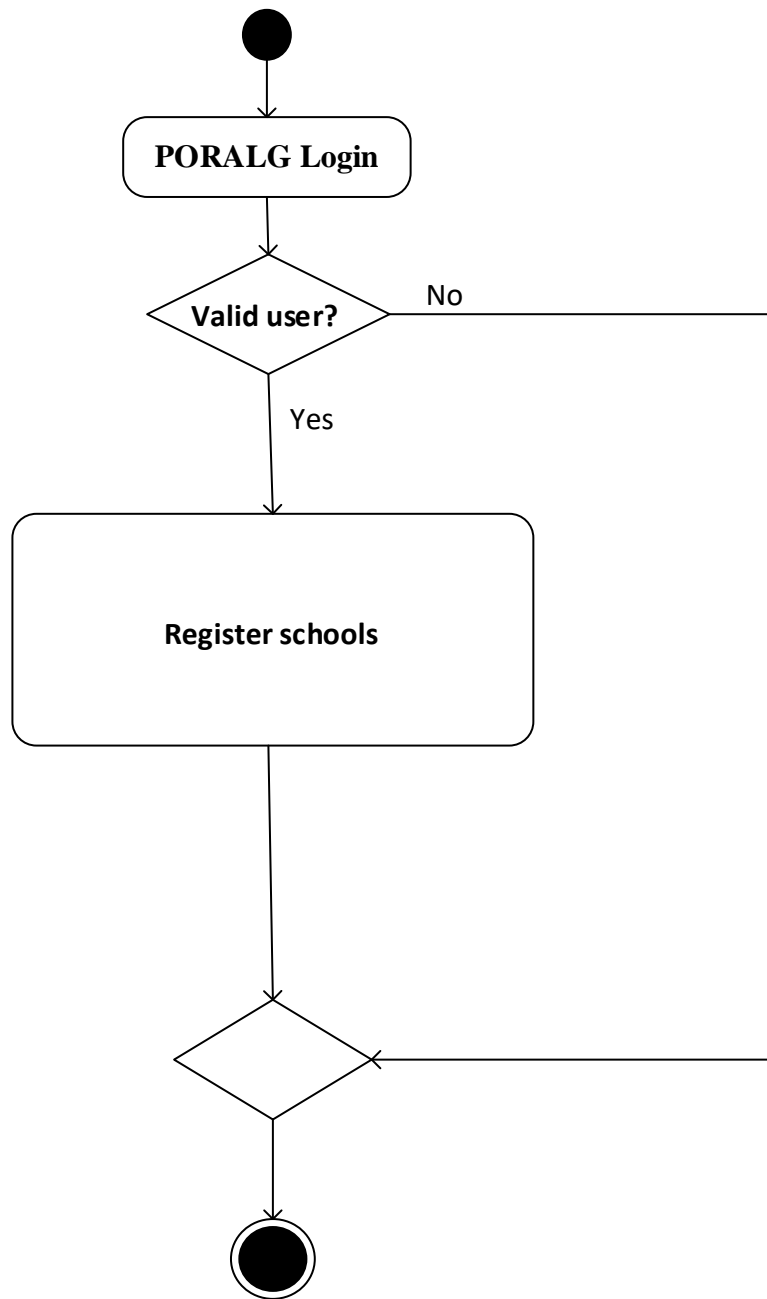 PORALG Login
Valid user?
No
Yes
Register schools